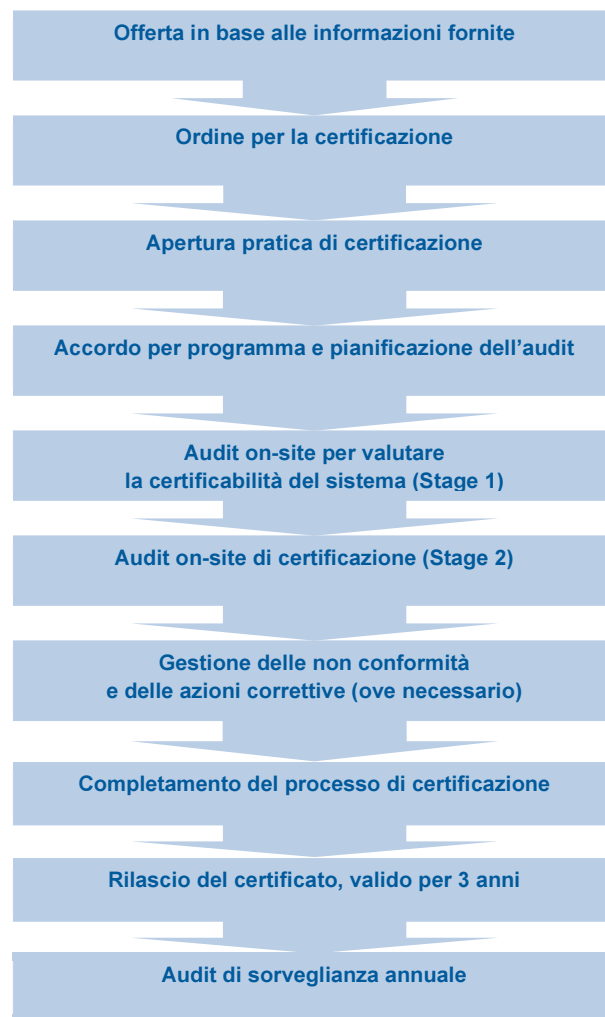 Offerta in base alle informazioni fornite
Ordine per la certificazione
Apertura pratica di certificazione
Accordo per programma e pianificazione dell’audit
Audit on-site per valutare
la certificabilità del sistema (Stage 1)
Audit on-site di certificazione (Stage 2)
Gestione delle non conformità
e delle azioni correttive (ove necessario)
Completamento del processo di certificazione
Rilascio del certificato, valido per 3 anni
Audit di sorveglianza annuale